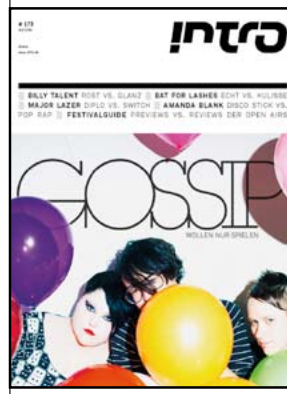 # 173
intro
BILLY TALENT ROST VS. GLANZ BAT FOR LASHES ECHT VS. KULISSE
MAJOR LAZER DIPLO VS. SWITCH AMANDA BLANK DISCO STICK VS.
POP RAP FESTIVALGUIDE PREVIEWS VS. REVIEWS DER OPEN AIRS
GOSSIP
WOLLEN NUR SPIELEN